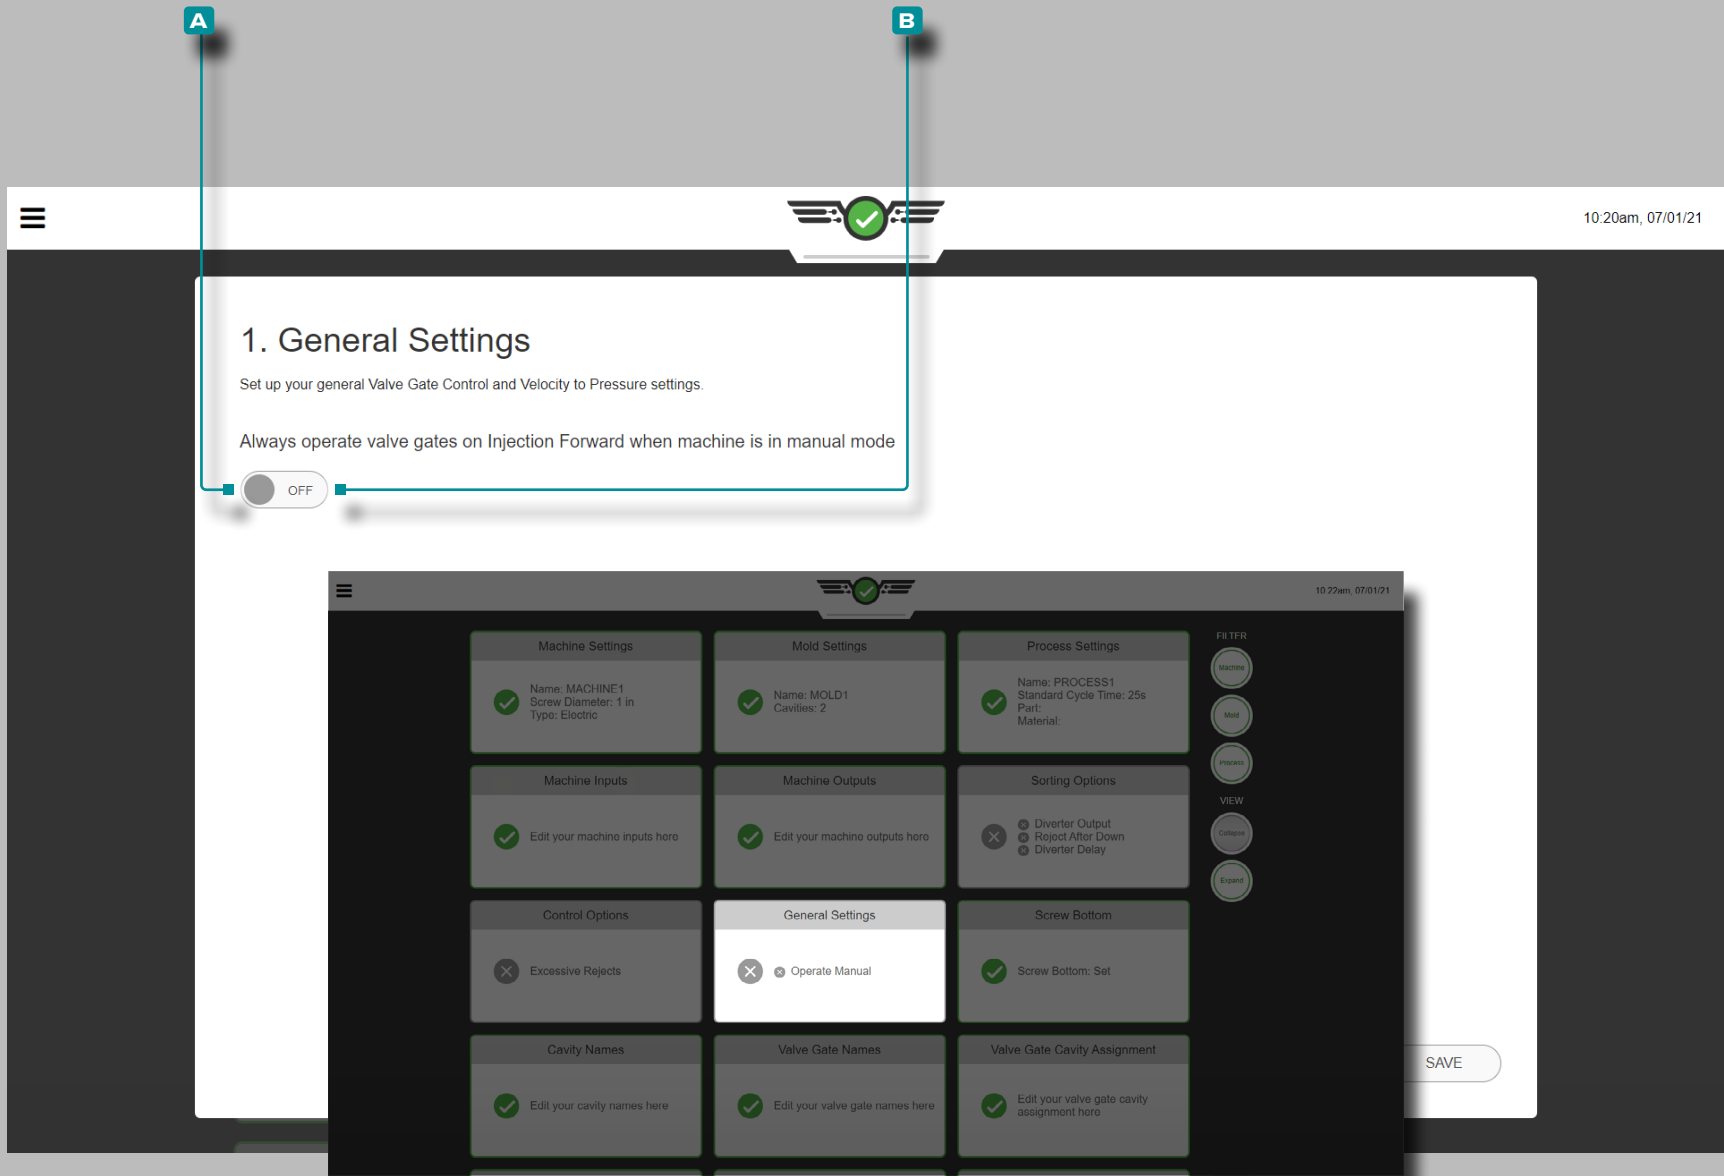 A
B
10:20am, 07/01/21
1. General Settings
Set up your general Valve Gate Control and Velocity to Pressure settings.
Always operate valve gates on Injection Forward when machine is in manual mode
OFF
10:22am, 07/01/21
Machine Settings
Name: MACHINE1
Screw Diameter: 1 in
Type: Electric
Mold Settings
Name: MOLD1
Cavities: 2
Process Settings
Name: PROCESS1
Standard Cycle Time: 25s
Part:
Material:
FILTER
Machine
Mold
Process
VIEW
Collapse
Expand
Machine Inputs
Edit your machine inputs here
Machine Outputs
Edit your machine outputs here
Sorting Options
Diverter Output
Reject After Down
Diverter Delay
Control Options
Excessive Rejects
General Settings
Operate Manual
Screw Bottom
Screw Bottom: Set
Cavity Names
Edit your cavity names here
Valve Gate Names
Edit your valve gate names here
Valve Gate Cavity Assignment
Edit your valve gate cavity
assignment here
SAVE